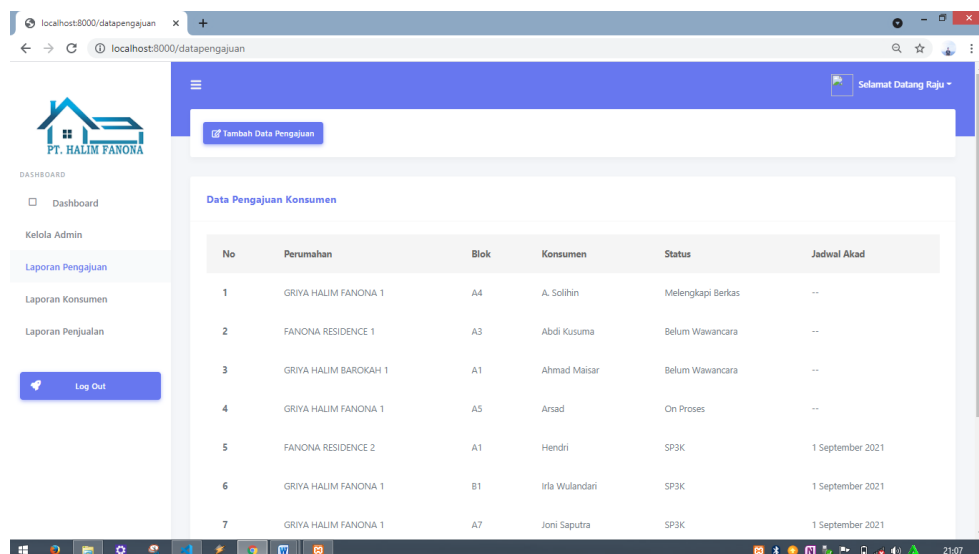 localhost:8000/datapengajuan
localhost:8000/datapengajuan
Selamat Datang Raju
PT. HALIM FANONA
Tambah Data Pengajuan
DASHBOARD
Dashboard
Kelola Admin
Laporan Pengajuan
Laporan Konsumen
Laporan Penjualan
Log Out
Data Pengajuan Konsumen
No Perumahan Blok Konsumen Status Jadwal Akad
1 GRIYA HALIM FANONA 1 A4 A. Solihin Melengkapi Berkas --
2 FANONA RESIDENCE 1 A3 Abdi Kusuma Belum Wawancara --
3 GRIYA HALIM BAROKAH 1 A1 Ahmad Maisar Belum Wawancara --
4 GRIYA HALIM FANONA 1 A5 Arsad On Proses --
5 FANONA RESIDENCE 2 A1 Hendri SP3K 1 September 2021
6 GRIYA HALIM FANONA 1 B1 Irla Wulandari SP3K 1 September 2021
7 GRIYA HALIM FANONA 1 A7 Joni Saputra SP3K 1 September 2021
21:07